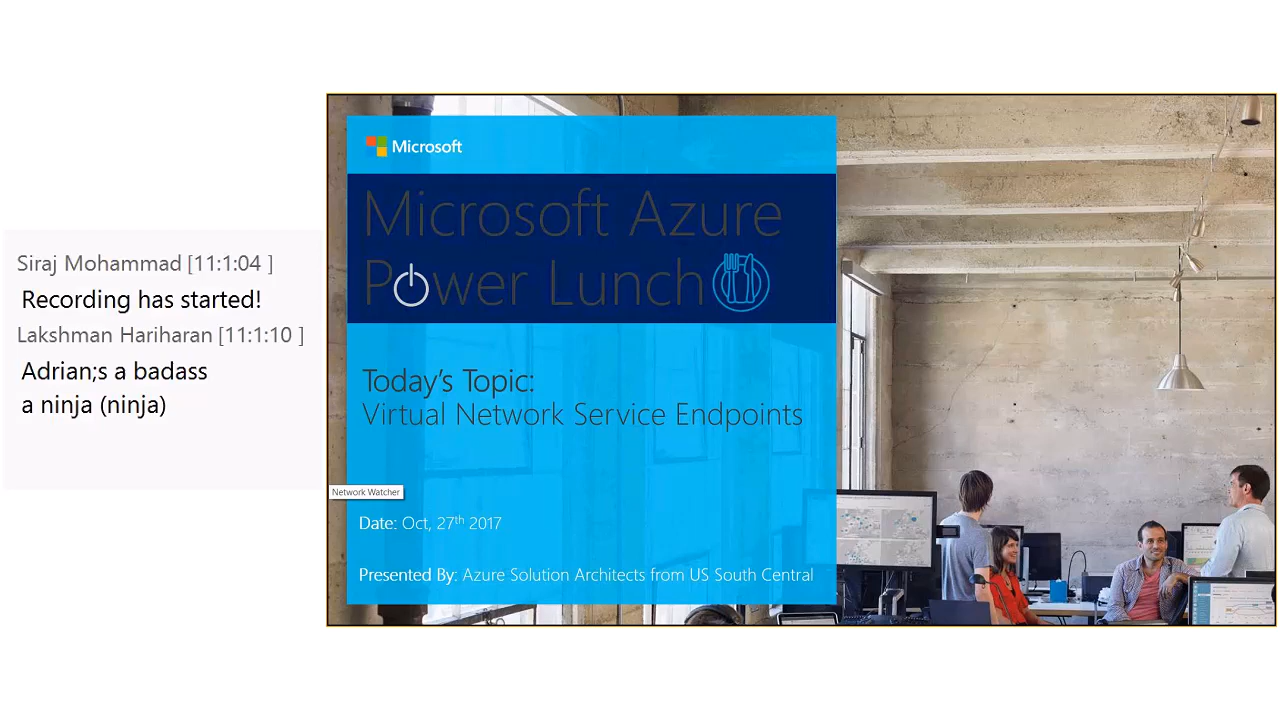 Siraj Mohammad [11:1:04 ]
Recording has started!
Lakshman Hariharan [11:1:10 ]
Adrian;s a badass
a ninja (ninja)
Microsoft
Microsoft Azure
Power Lunch
Today's Topic:
Virtual Network Service Endpoints
Network Watcher
Date: Oct, 27th 2017
Presented By: Azure Solution Architects from US South Central